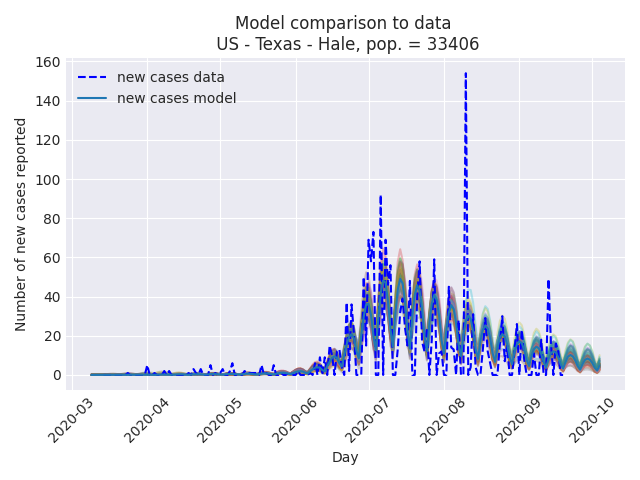 Model comparison to data
US - Texas - Hale, pop. = 33406
new cases data
new cases model
Number of new cases reported
160
140
120
100
80
60
40
20
0
2020-03
2020-04
2020-05
2020-06
2020-07
2020-08
2020-09
2020-10
Day